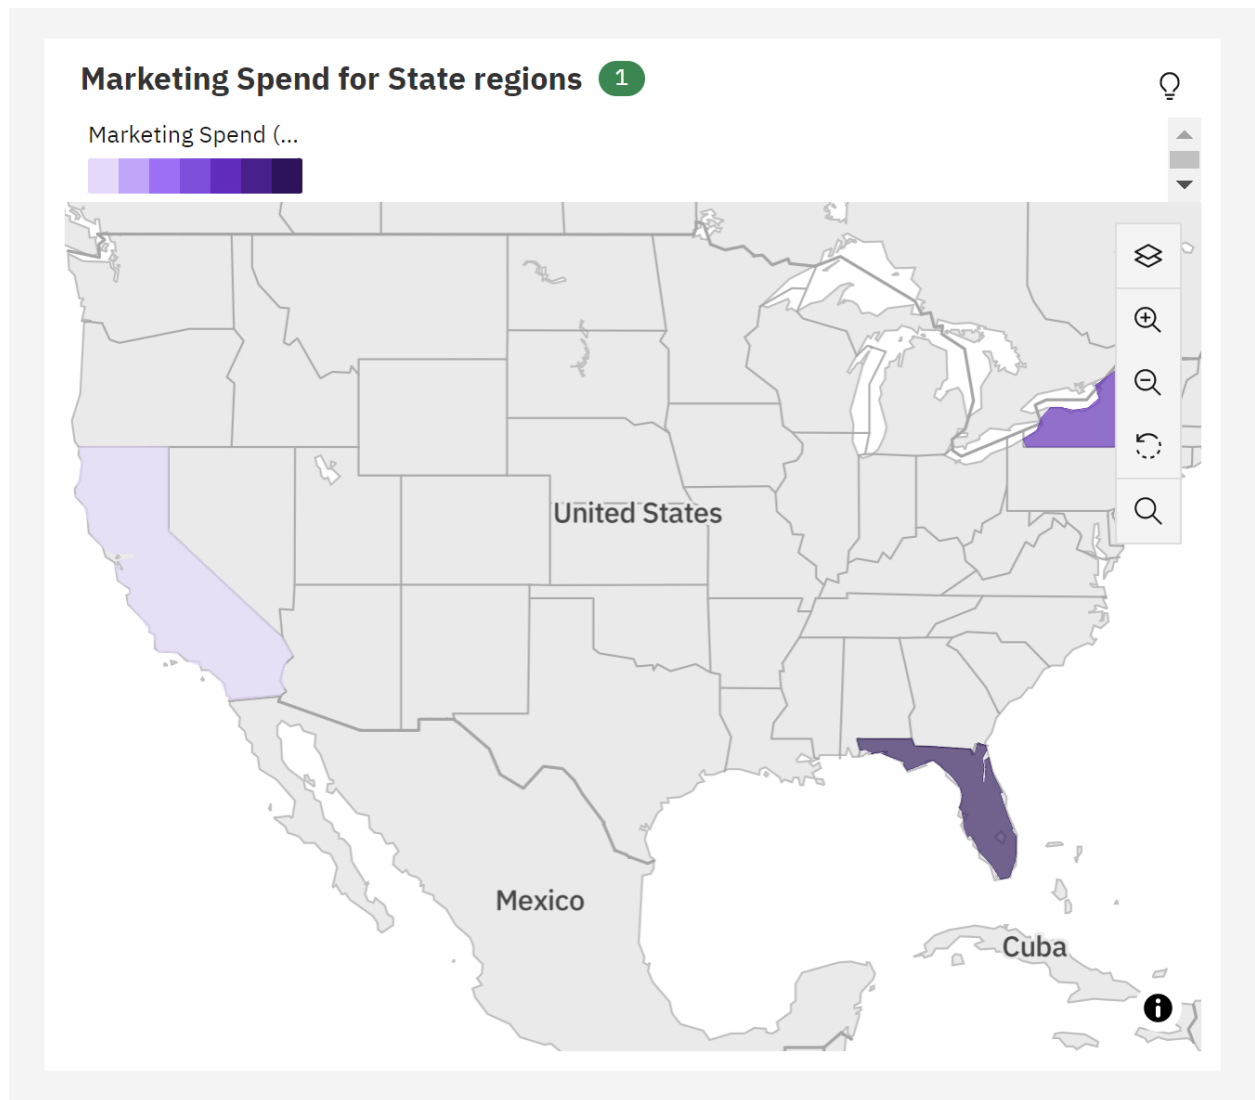 Marketing Spend for State regions 1
Marketing Spend (...
United States
Mexico
Cuba